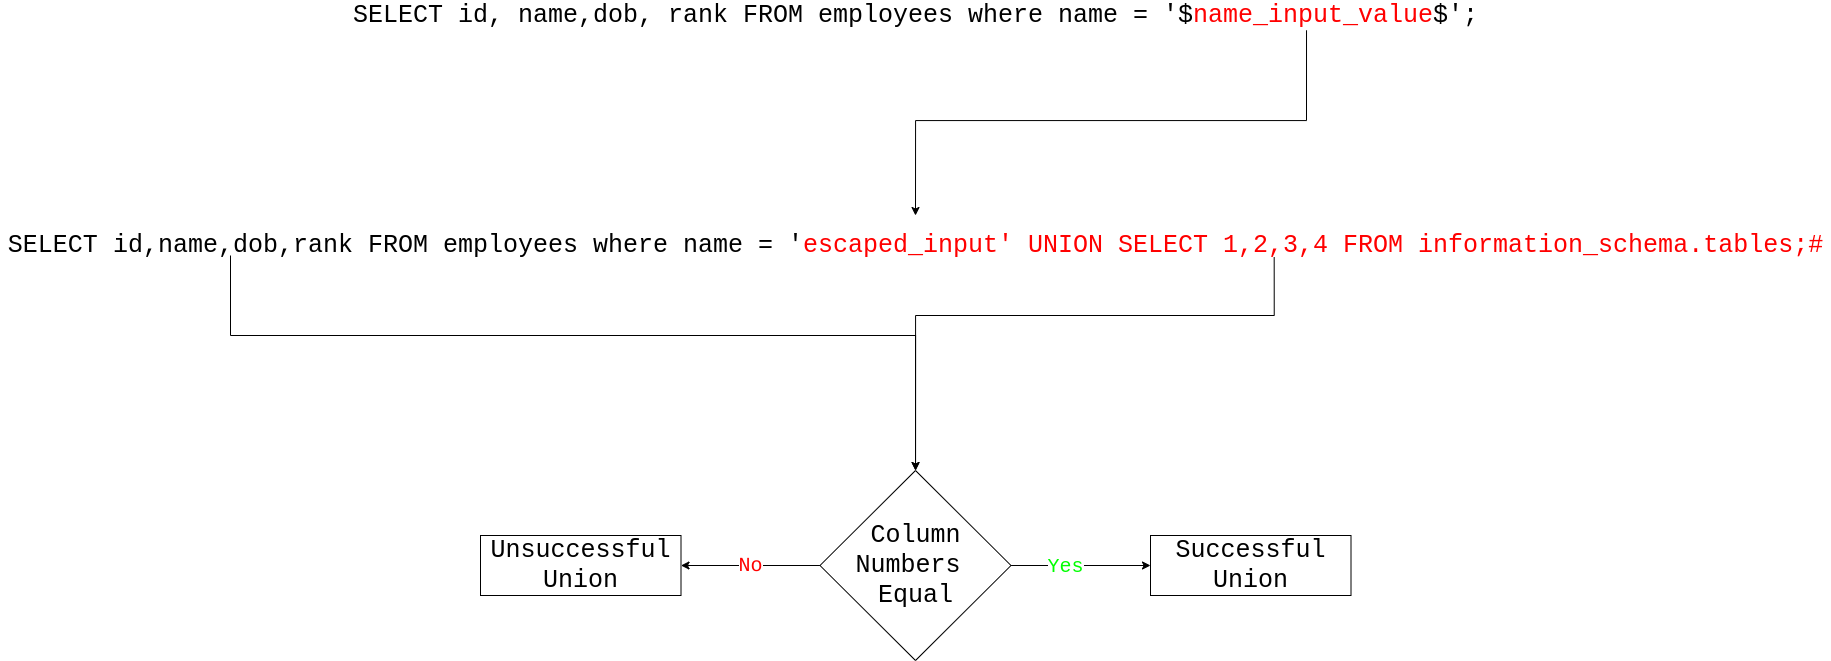 SELECT id, name,dob, rank FROM employees where name = '$name_input_value$';
SELECT id,name,dob,rank FROM employees where name = 'escaped_input' UNION SELECT 1,2,3,4 FROM information_schema.tables;#
Column
Numbers
Equal
Unsuccessful
Union
No
Yes
Successful
Union